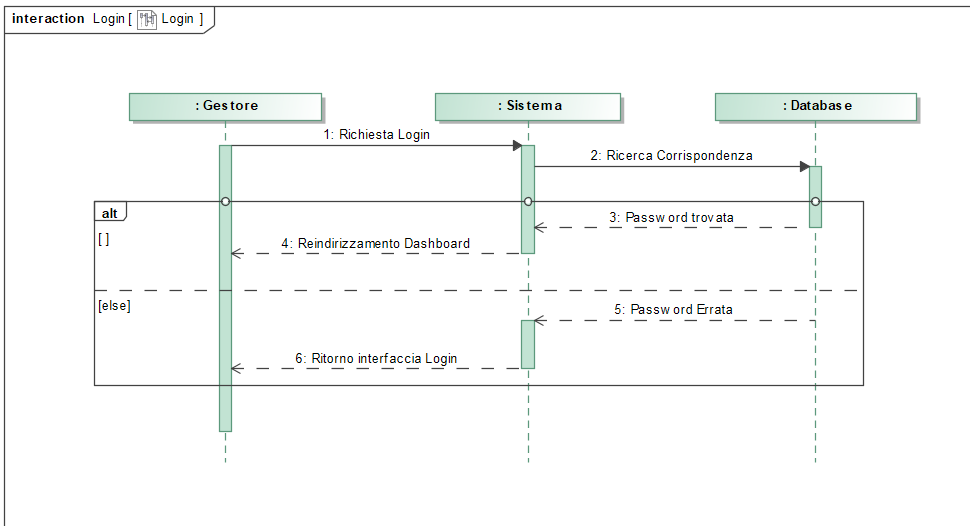 interaction Login [ Login ]
: Gestore
: Sistema
: Database
1: Richiesta Login
2: Ricerca Corrispondenza
alt
3: Password trovata
[ ]
4: Reindirizzamento Dashboard
[else]
5: Password Errata
6: Ritorno interfaccia Login